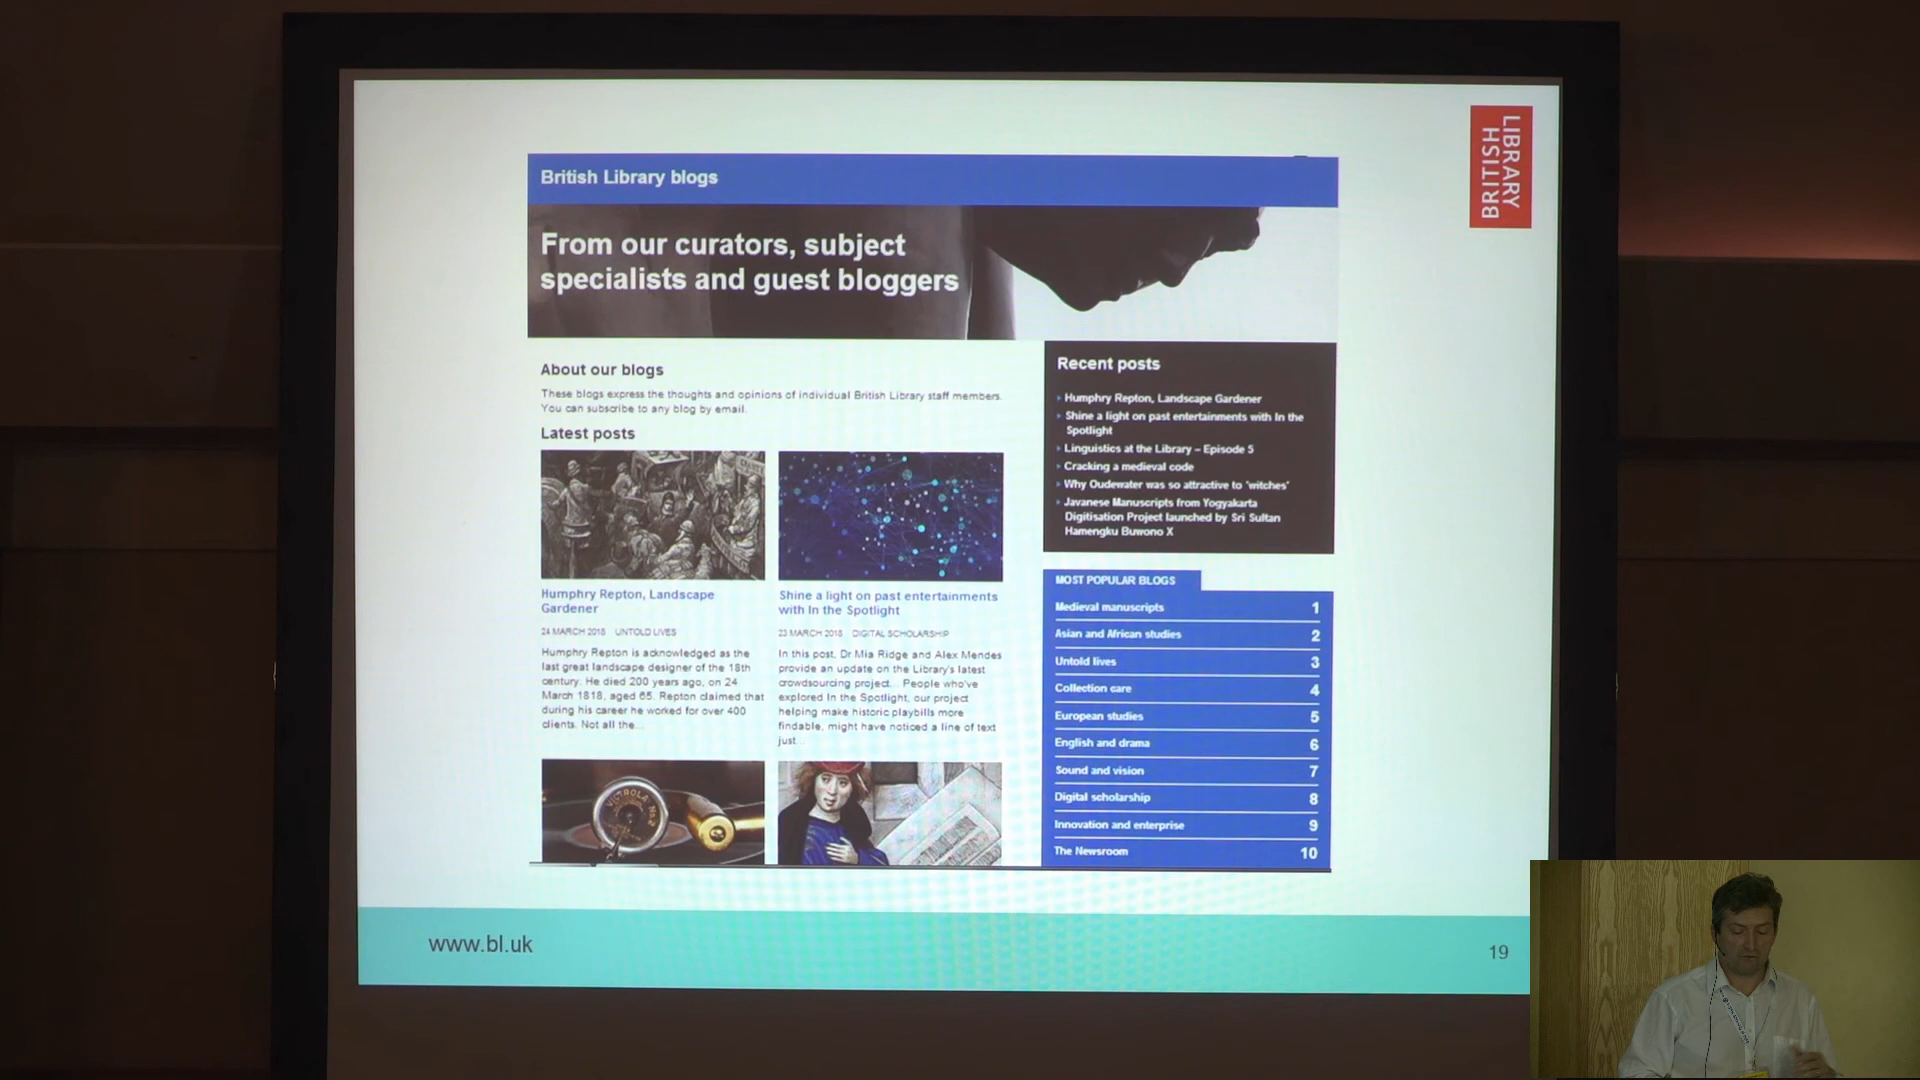 BRITISH
LIBRARY
British Library blogs
From our curators, subject
specialists and guest bloggers
About our blogs
These blogs express the thoughts and opinions of individual British Library staff members.
You can subscribe to any blog by email.
Latest posts
Humphry Repton, Landscape
Gardener
24 MARCH 2018 UNTOLD LIVES
Humphry Repton is acknowledged as the
last great landscape designer of the 18th
century. He died 200 years ago, on 24
March 1818, aged 65. Repton claimed that
during his career he worked for over 400
clients. Not all the...
Shine a light on past entertainments
with In the Spotlight
23 MARCH 2018 DIGITAL SCHOLARSHIP
In this post, Dr Mia Ridge and Alex Mendes
provide an update on the Library's latest
crowdsourcing project... People who've
explored In the Spotlight, our project
helping make historic playbills more
findable, might have noticed a line of text
just...
VICTROLA No 2
Recent posts
Humphry Repton, Landscape Gardener
Shine a light on past entertainments with In the
Spotlight
Linguistics at the Library – Episode 5
Cracking a medieval code
Why Oudewater was so attractive to 'witches'
Javanese Manuscripts from Yogyakarta
Digitisation Project launched by Sri Sultan
Hamengku Buwono X
MOST POPULAR BLOGS
Medieval manuscripts 1
Asian and African studies 2
Untold lives 3
Collection care 4
European studies 5
English and drama 6
Sound and vision 7
Digital scholarship 8
Innovation and enterprise 9
The Newsroom 10
www.bl.uk
19